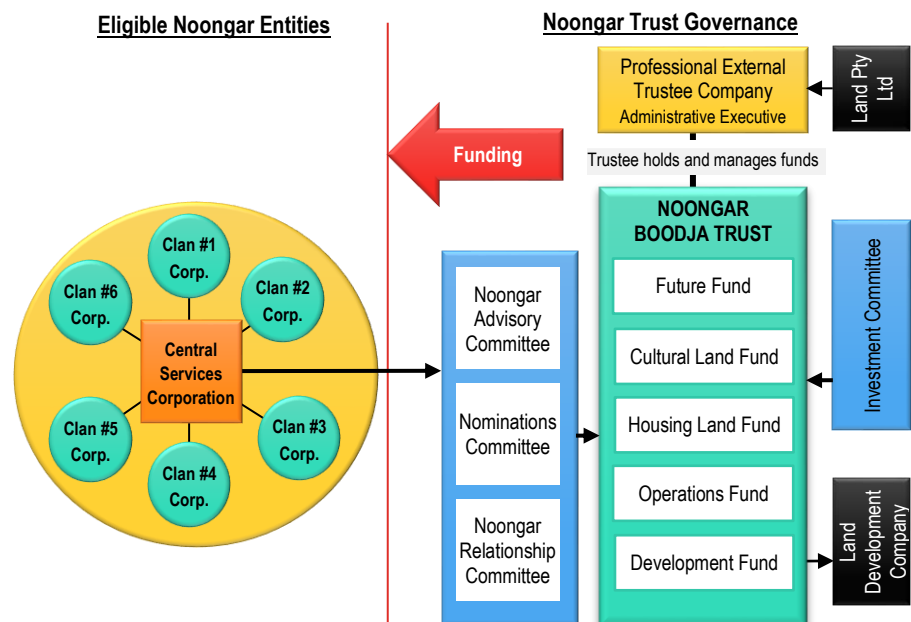 Eligible Noongar Entities
Noongar Trust Governance
Professional External
Trustee Company
Administrative Executive
Land Pty
Ltd
Funding
Trustee holds and manages funds
NOONGAR
BOODJA TRUST
Future Fund
Cultural Land Fund
Housing Land Fund
Operations Fund
Development Fund
Clan #1
Corp.
Clan #2
Corp.
Clan #3
Corp.
Clan #4
Corp.
Clan #5
Corp.
Clan #6
Corp.
Central
Services
Corporation
Noongar
Advisory
Committee
Nominations
Committee
Noongar
Relationship
Committee
Investment Committee
Land
Development
Company